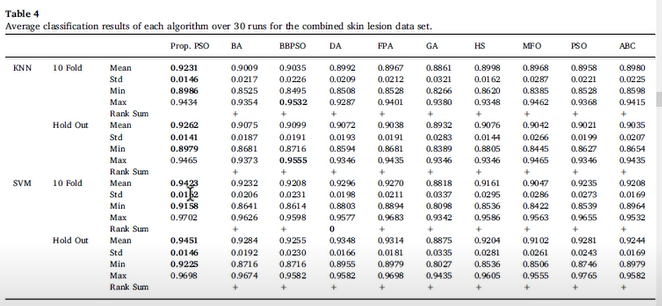 Table 4
Average classification results of each algorithm over 30 runs for the combined skin lesion data set.
Prop. PSO BA BBPSO DA FPA GA HS MFO PSO ABC
KNN 10 Fold Mean 0.9231 0.9009 0.9035 0.8992 0.8967 0.8861 0.8998 0.8968 0.8958 0.8980
Std 0.0146 0.0217 0.0226 0.0209 0.0212 0.0321 0.0162 0.0287 0.0221 0.0225
Min 0.8986 0.8525 0.8495 0.8508 0.8528 0.8266 0.8620 0.8385 0.8528 0.8598
Max 0.9434 0.9354 0.9532 0.9287 0.9401 0.9380 0.9348 0.9462 0.9368 0.9415
Rank Sum + + + + + + + + +
Hold Out Mean 0.9262 0.9075 0.9099 0.9072 0.9038 0.8932 0.9076 0.9042 0.9021 0.9035
Std 0.0141 0.0187 0.0191 0.0193 0.0191 0.0283 0.0144 0.0266 0.0199 0.0207
Min 0.8979 0.8681 0.8716 0.8594 0.8681 0.8389 0.8805 0.8445 0.8627 0.8654
Max 0.9465 0.9373 0.9555 0.9346 0.9435 0.9346 0.9346 0.9465 0.9346 0.9435
Rank Sum + + + + + + + + +
SVM 10 Fold Mean 0.9423 0.9232 0.9208 0.9296 0.9270 0.8818 0.9161 0.9047 0.9235 0.9208
Std 0.0206 0.0231 0.0198 0.0211 0.0337 0.0295 0.0286 0.0273 0.0169
Min 0.9158 0.8641 0.8614 0.8803 0.8894 0.8098 0.8536 0.8422 0.8539 0.8964
Max 0.9702 0.9626 0.9598 0.9577 0.9683 0.9342 0.9586 0.9563 0.9655 0.9532
Rank Sum + + 0 + + + + + +
Hold Out Mean 0.9451 0.9284 0.9255 0.9348 0.9314 0.8875 0.9204 0.9102 0.9281 0.9244
Std 0.0146 0.0192 0.0230 0.0166 0.0181 0.0335 0.0281 0.0261 0.0243 0.0169
Min 0.9225 0.8716 0.8716 0.8955 0.8979 0.8027 0.8536 0.8506 0.8746 0.8979
Max 0.9698 0.9674 0.9582 0.9582 0.9698 0.9435 0.9605 0.9555 0.9765 0.9582
Rank Sum + + + + + + + + +